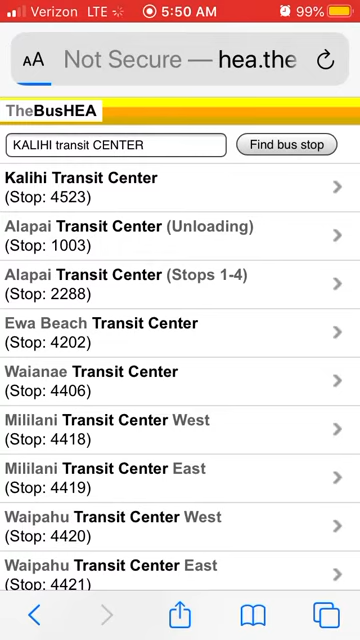 Verizon LTE 5:50 AM 99%
AA Not Secure — hea.the
TheBusHEA
KALIHI transit CENTER Find bus stop
Kalihi Transit Center
(Stop: 4523)
Alapai Transit Center (Unloading)
(Stop: 1003)
Alapai Transit Center (Stops 1-4)
(Stop: 2288)
Ewa Beach Transit Center
(Stop: 4202)
Waianae Transit Center
(Stop: 4406)
Mililani Transit Center West
(Stop: 4418)
Mililani Transit Center East
(Stop: 4419)
Waipahu Transit Center West
(Stop: 4420)
Waipahu Transit Center East
(Stop: 4421)